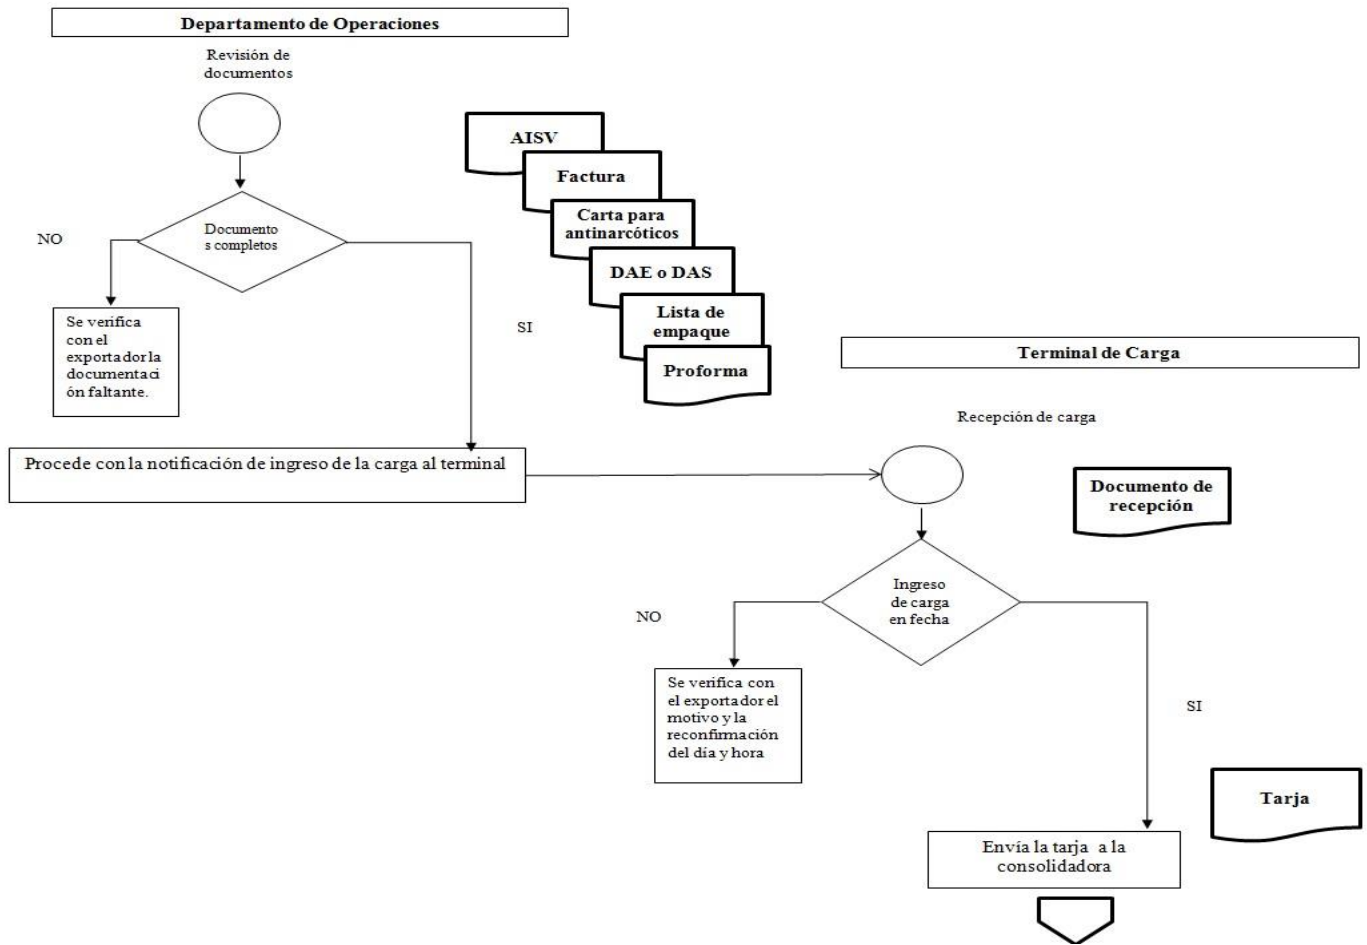 Departamento de Operaciones
Revisión de
documentos
AISV
Factura
Carta para
antinarcóticos
DAE o DAS
Lista de
empaque
Proforma
NO
Documento
s completos
SI
Se verifica
con el
exportador la
documentaci
ón faltante.
Procede con la notificación de ingreso de la carga al terminal
Terminal de Carga
Recepción de carga
Documento de
recepción
Ingreso
de carga
en fecha
NO
SI
Se verifica con
el exportador el
motivo y la
reconfirmación
del día y hora
Tarja
Envía la tarja a la
consolidadora